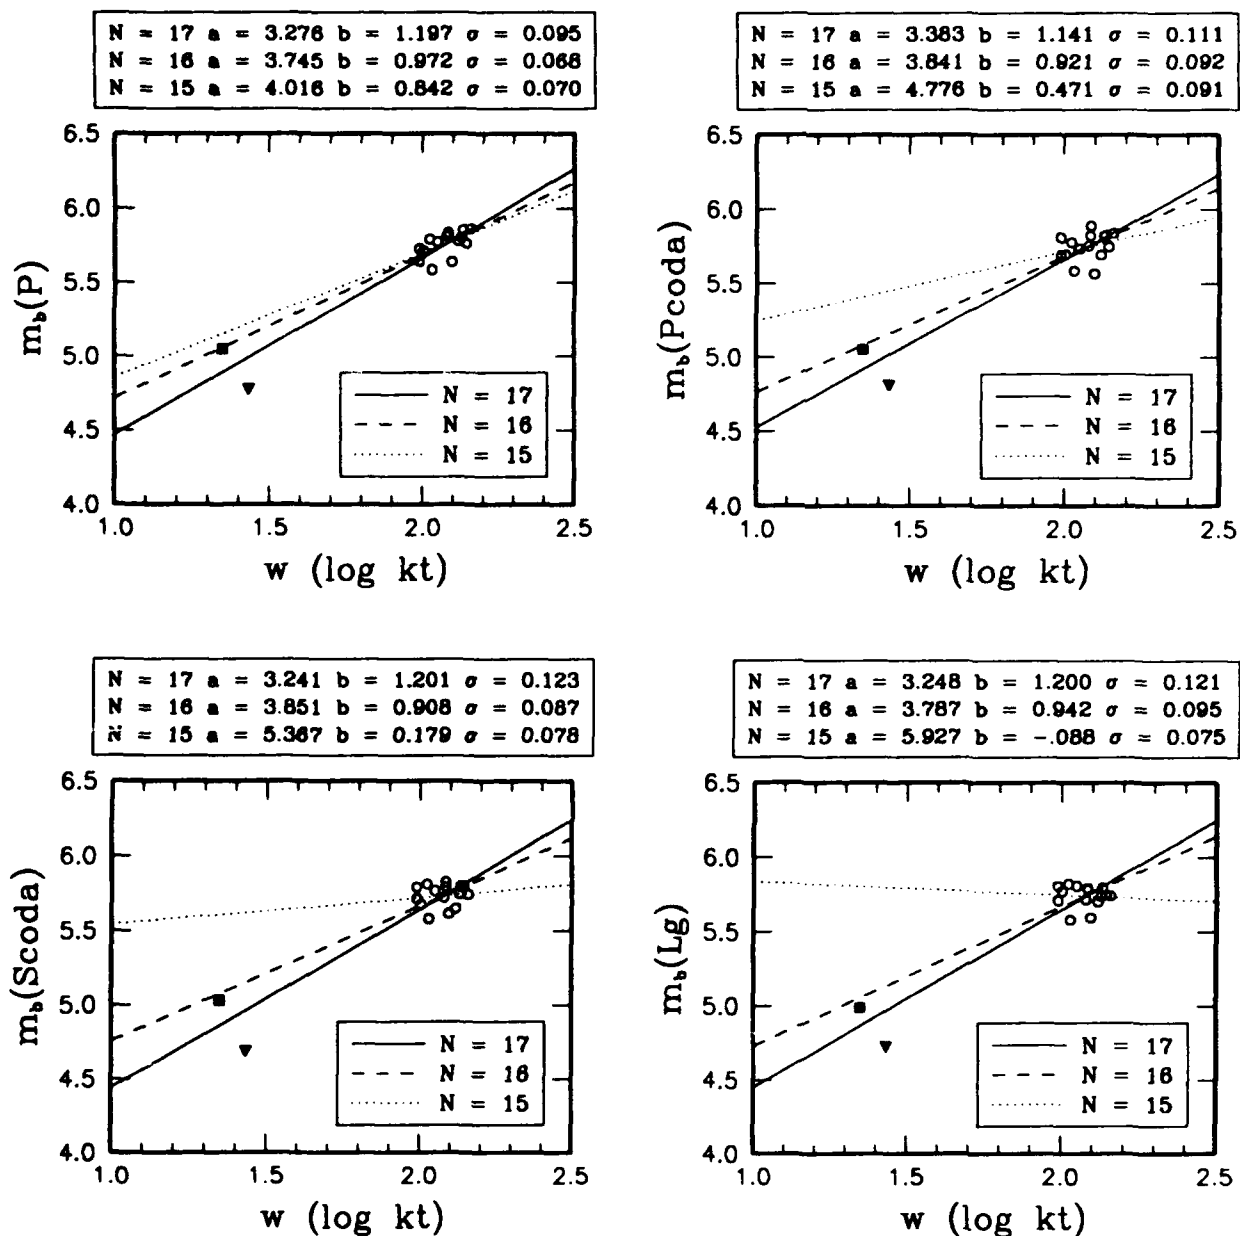 N = 17 a = 3.276 b = 1.197 σ = 0.095
N = 16 a = 3.745 b = 0.972 σ = 0.068
N = 15 a = 4.016 b = 0.842 σ = 0.070
6.5
6.0
5.5
5.0
4.5
4.0
m_b(P)
N = 17
N = 16
N = 15
1.0 1.5 2.0 2.5
w (log kt)
N = 17 a = 3.383 b = 1.141 σ = 0.111
N = 16 a = 3.841 b = 0.921 σ = 0.092
N = 15 a = 4.776 b = 0.471 σ = 0.091
6.5
6.0
5.5
5.0
4.5
4.0
m_b(Pcoda)
N = 17
N = 16
N = 15
1.0 1.5 2.0 2.5
w (log kt)
N = 17 a = 3.241 b = 1.201 σ = 0.123
N = 16 a = 3.851 b = 0.908 σ = 0.087
N = 15 a = 5.367 b = 0.179 σ = 0.078
6.5
6.0
5.5
5.0
4.5
4.0
m_b(Scoda)
N = 17
N = 16
N = 15
1.0 1.5 2.0 2.5
w (log kt)
N = 17 a = 3.248 b = 1.200 σ = 0.121
N = 16 a = 3.787 b = 0.942 σ = 0.095
N = 15 a = 5.927 b = -.088 σ = 0.075
6.5
6.0
5.5
5.0
4.5
4.0
m_b(Lg)
N = 17
N = 16
N = 15
1.0 1.5 2.0 2.5
w (log kt)